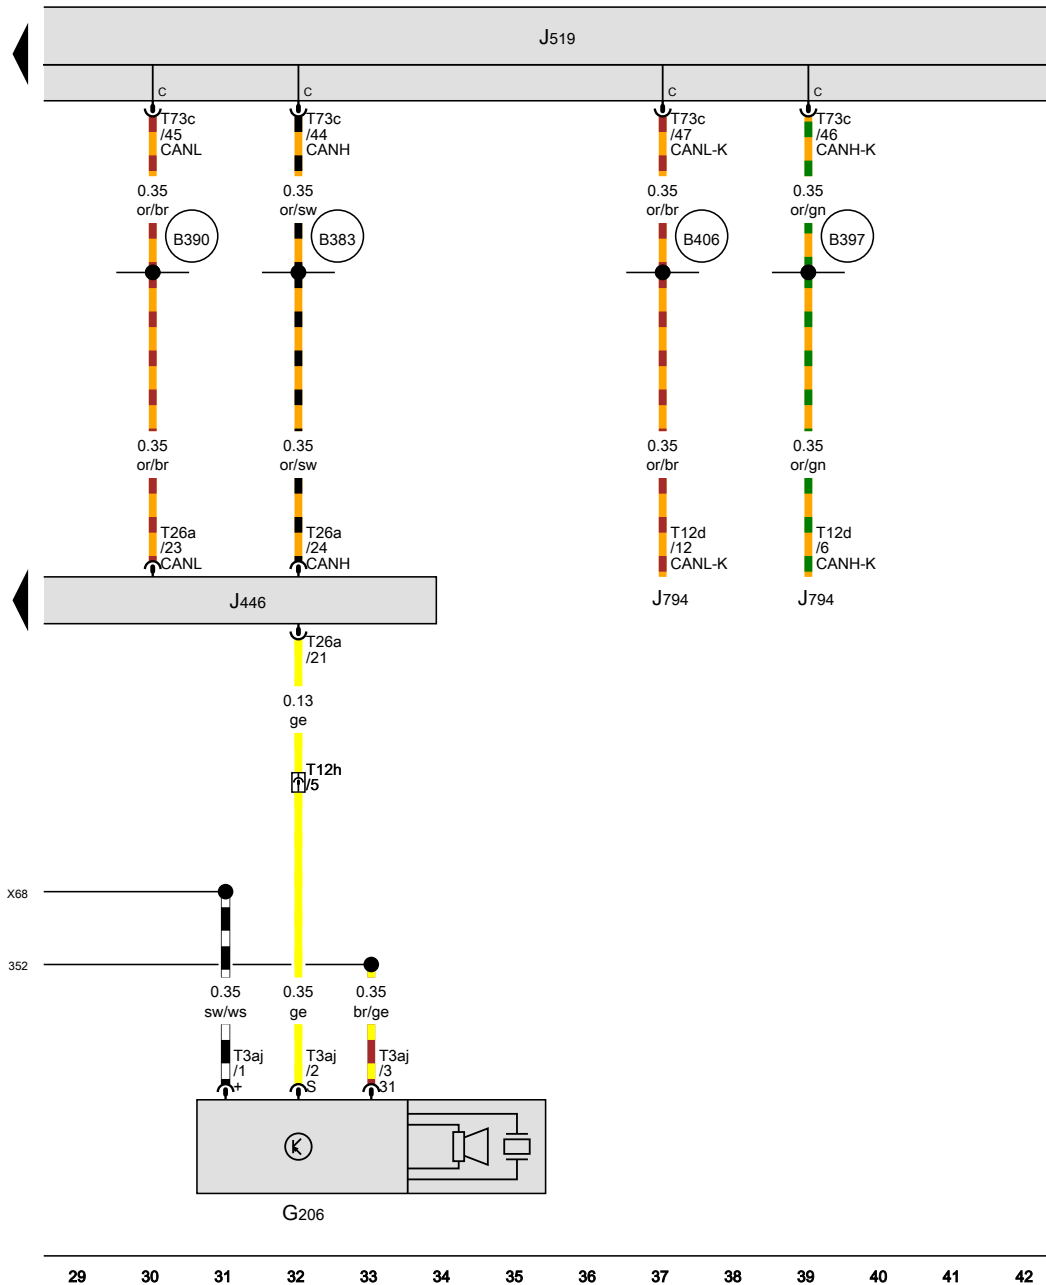 J519
c
c
c
c
T73c
/45
CANL
T73c
/44
CANH
T73c
/47
CANL-K
T73c
/46
CANH-K
0.35
or/br
0.35
or/sw
0.35
or/br
0.35
or/gn
B390
B383
B406
B397
0.35
or/br
0.35
or/sw
0.35
or/br
0.35
or/gn
T26a
/23
CANL
T26a
/24
CANH
T12d
/12
CANL-K
T12d
/6
CANH-K
J446
J794
J794
T26a
/21
0.13
ge
T12h
/5
X68
352
0.35
sw/ws
0.35
ge
0.35
br/ge
T3aj
/1
+
T3aj
/2
S
T3aj
/3
31
G206
29 30 31 32 33 34 35 36 37 38 39 40 41 42